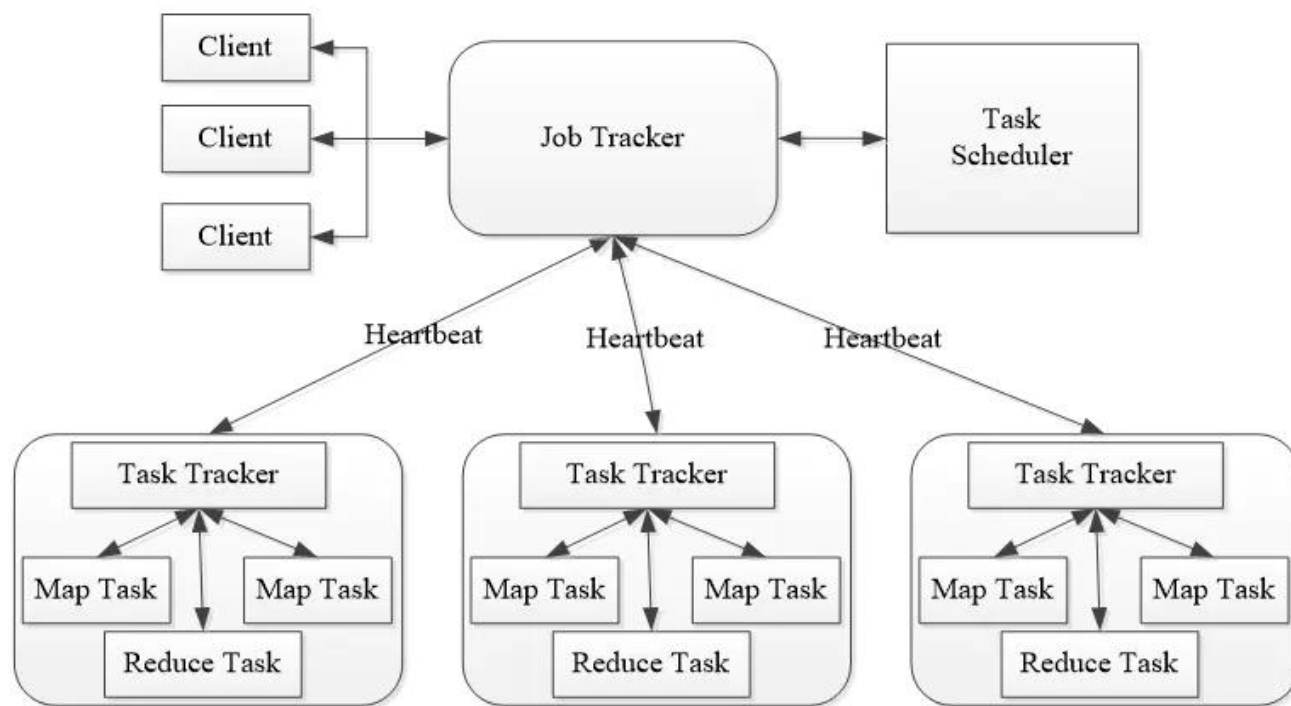 Client
Client
Client
Job Tracker
Task
Scheduler
Heartbeat
Heartbeat
Heartbeat
Task Tracker
Map Task
Map Task
Reduce Task
Task Tracker
Map Task
Map Task
Reduce Task
Task Tracker
Map Task
Map Task
Reduce Task